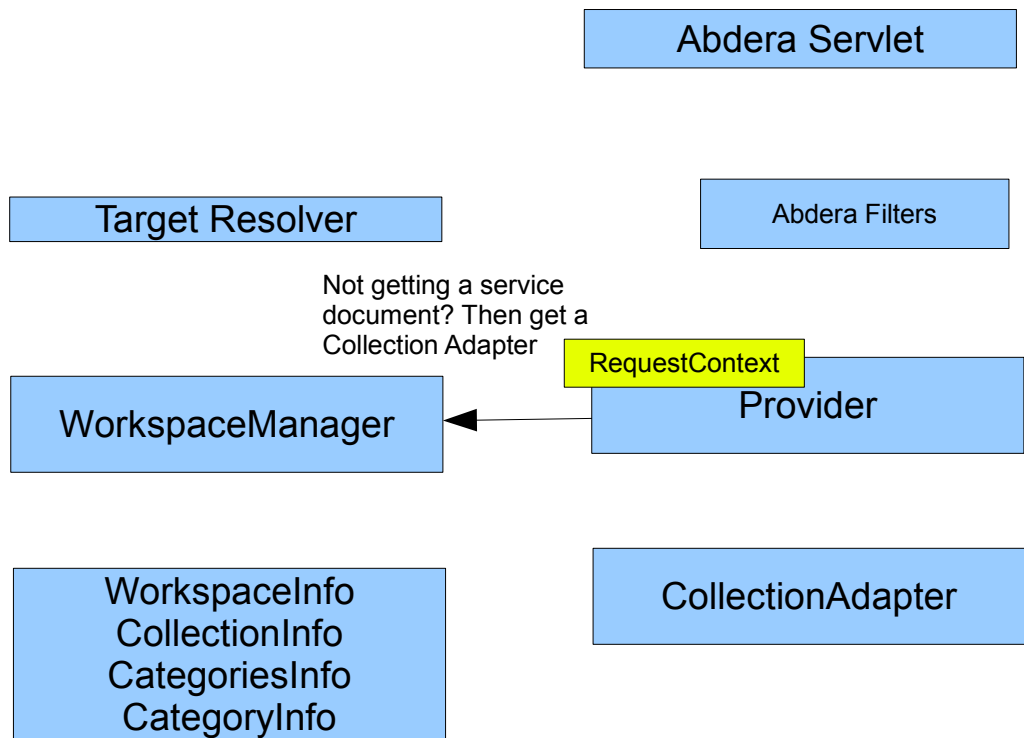 Abdera Servlet
Target Resolver
Abdera Filters
Not getting a service
document? Then get a
Collection Adapter
RequestContext
WorkspaceManager
Provider
WorkspaceInfo
CollectionInfo
CategoriesInfo
CategoryInfo
CollectionAdapter